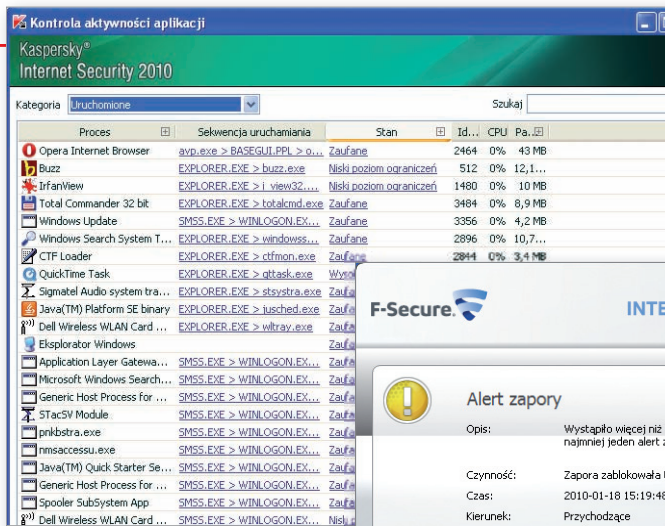 Kontrola aktywności aplikacji
Kaspersky®
Internet Security 2010
Kategoria Uruchomione Szukaj
Proces Sekwencja uruchamiania Stan Id... CPU Pa...
Opera Internet Browser avp.exe > BASEGUI.PPL > o... Zaufane 2464 0% 43 MB
Buzz EXPLORER.EXE > buzz.exe Niski poziom ograniczeń 512 0% 12,1...
IrfanView EXPLORER.EXE > i_view32.... Niski poziom ograniczeń 1480 0% 10 MB
Total Commander 32 bit EXPLORER.EXE > totalcmd.exe Zaufane 3484 0% 8,9 MB
Windows Update SMSS.EXE > WINLOGON.EX... Zaufane 3356 0% 4,2 MB
Windows Search System T... EXPLORER.EXE > windowss.... Zaufane 2896 0% 10,7...
CTF Loader EXPLORER.EXE > ctfmon.exe Zaufane 2844 0% 3,4 MB
QuickTime Task EXPLORER.EXE > qttask.exe
Sigmatel Audio system tra... EXPLORER.EXE > stsystra.exe
Java(TM) Platform SE binary EXPLORER.EXE > jusched.exe
Dell Wireless WLAN Card ... EXPLORER.EXE > wltray.exe
Eksplorator Windows
Application Layer Gatewa... SMSS.EXE > WINLOGON.EX...
Microsoft Windows Search... SMSS.EXE > WINLOGON.EX...
Generic Host Process for ... SMSS.EXE > WINLOGON.EX...
STacSV Module SMSS.EXE > WINLOGON.EX...
pnkbstra.exe SMSS.EXE > WINLOGON.EX...
nmsaccessu.exe SMSS.EXE > WINLOGON.EX...
Java(TM) Quick Starter Se... SMSS.EXE > WINLOGON.EX...
Generic Host Process for ... SMSS.EXE > WINLOGON.EX...
Spooler SubSystem App SMSS.EXE > WINLOGON.EX...
Dell Wireless WLAN Card ... SMSS.EXE > WINLOGON.EX...
F-Secure. INTE
Alert zapory
Opis: Wystąpiło więcej niż
najmniej jeden alert
Czynność: Zapora zablokowała
Czas: 2010-01-18 15:19:48
Kierunek: Przychodzące